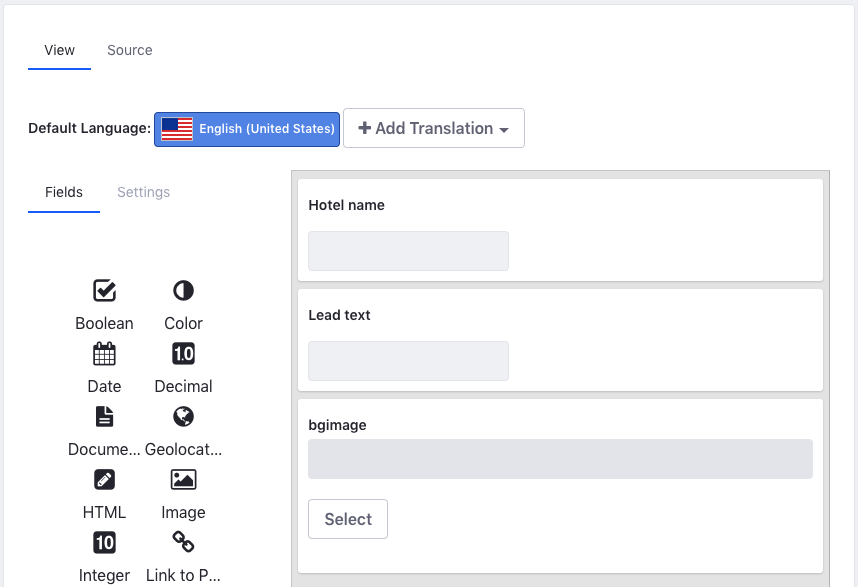 View Source
Default Language: English (United States) Add Translation
Fields Settings
Hotel name
Lead text
bgimage
Select
Boolean Color
Date 1.0 Decimal
Docume... Geolocat...
HTML Image
10 Integer Link to P...